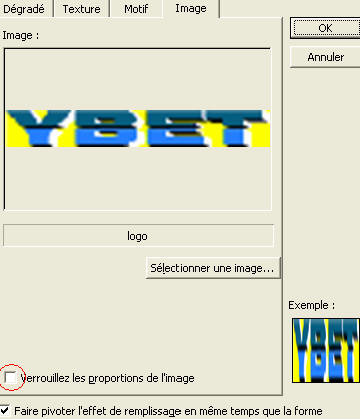 Dégradé Texture Motif Image
OK
Image :
Annuler
YBET
logo
Sélectionner une image...
Exemple :
YBET
Verrouillez les proportions de l'image
Faire pivoter l'effet de remplissage en même temps que la forme